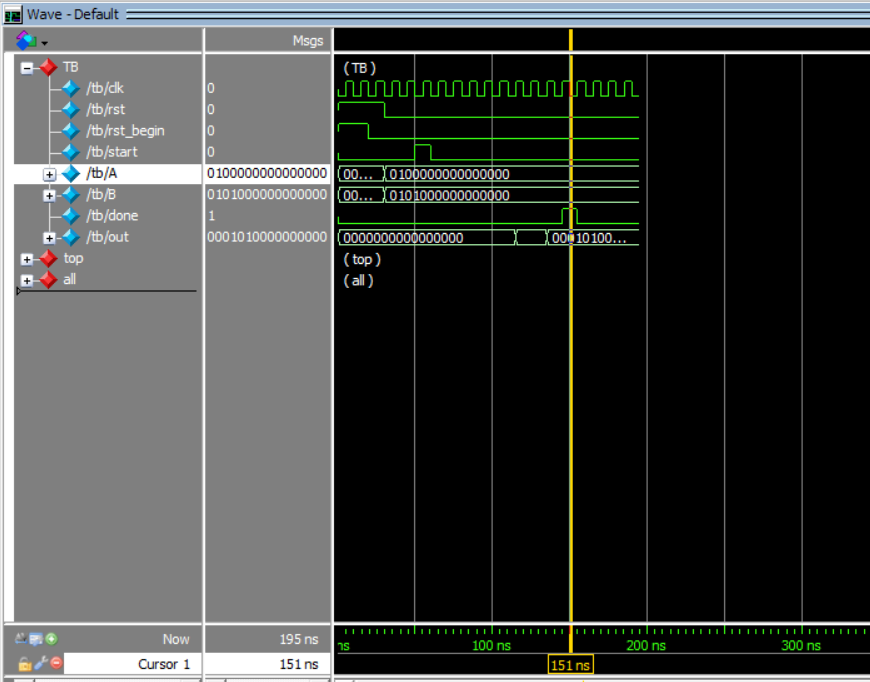 Wave - Default
Msgs
TB (TB)
/tb/clk 0
/tb/rst 0
/tb/rst_begin 0
/tb/start 0
/tb/A 0100000000000000 00... 0100000000000000
/tb/B 0101000000000000 00... 0101000000000000
/tb/done 1
/tb/out 0001010000000000 0000000000000000 00010100...
top (top)
all (all)
Now 195 ns ns 100 ns 200 ns 300 ns
Cursor 1 151 ns 151 ns